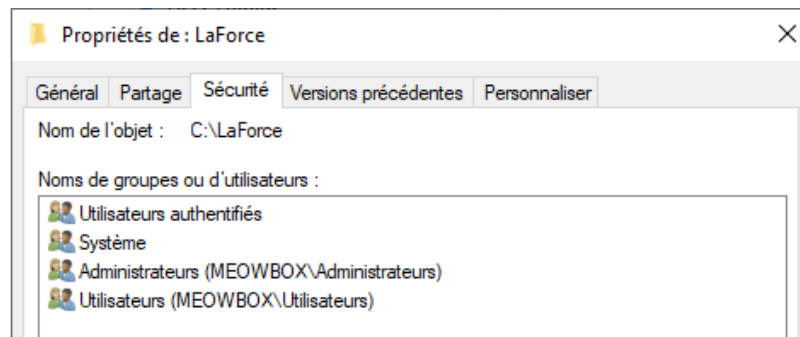 Propriétés de : LaForce
Général Partage Sécurité Versions précédentes Personnaliser
Nom de l'objet : C:\LaForce
Noms de groupes ou d'utilisateurs :
Utilisateurs authentifiés
Système
Administrateurs (MEOWBOX\Administrateurs)
Utilisateurs (MEOWBOX\Utilisateurs)